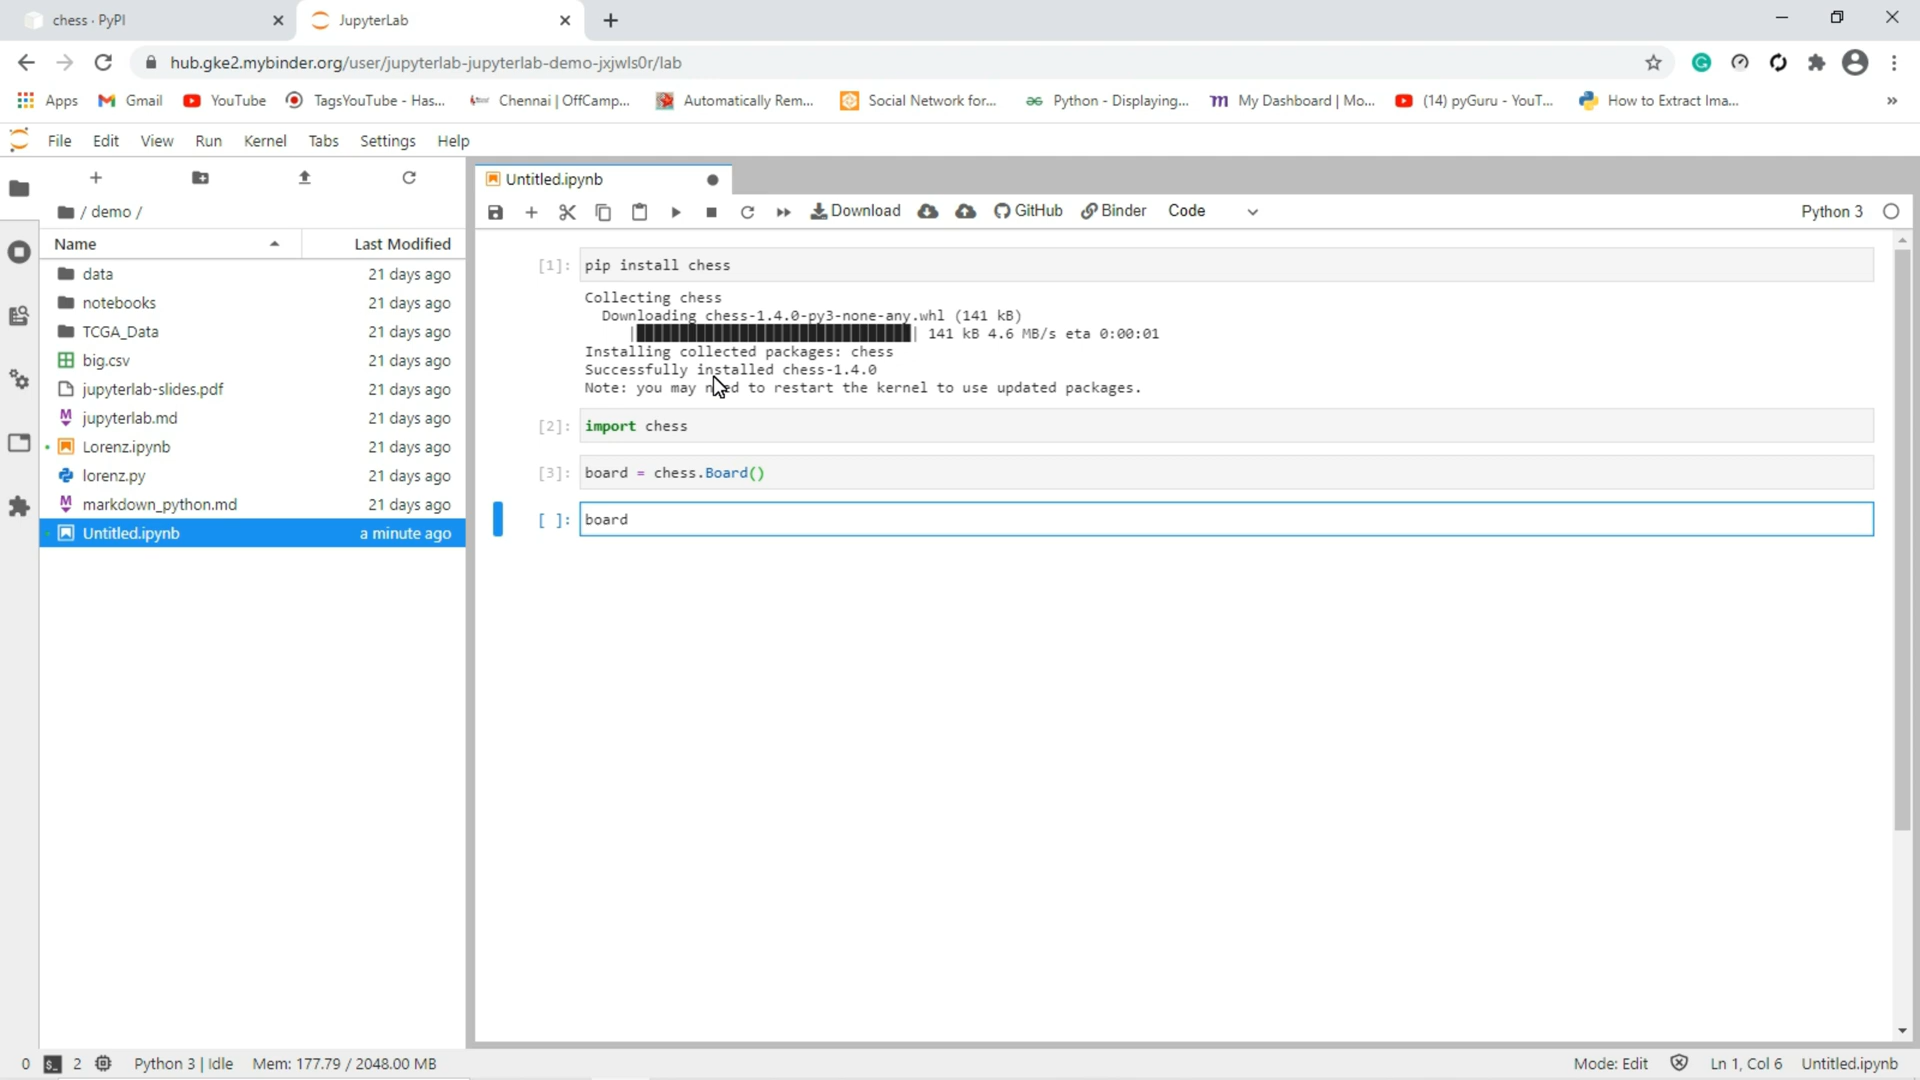 chess · PyPI
JupyterLab
hub.gke2.mybinder.org/user/jupyterlab-jupyterlab-demo-jxjwls0r/lab
Apps Gmail YouTube TagsYouTube - Has... Chennai | OffCamp... Automatically Rem... Social Network for... Python - Displaying... My Dashboard | Mo... (14) pyGuru - YouT... How to Extract Ima... »
File Edit View Run Kernel Tabs Settings Help
Untitled.ipynb
/ demo /
Download GitHub Binder Code Python 3
Name Last Modified
data 21 days ago
notebooks 21 days ago
TCGA_Data 21 days ago
big.csv 21 days ago
jupyterlab-slides.pdf 21 days ago
jupyterlab.md 21 days ago
Lorenz.ipynb 21 days ago
lorenz.py 21 days ago
markdown_python.md 21 days ago
Untitled.ipynb a minute ago
[1]: pip install chess
Collecting chess
Downloading chess-1.4.0-py3-none-any.whl (141 kB)
|████████████████████████████████| 141 kB 4.6 MB/s eta 0:00:01
Installing collected packages: chess
Successfully installed chess-1.4.0
Note: you may need to restart the kernel to use updated packages.
[2]: import chess
[3]: board = chess.Board()
[ ]: board
0 2 Python 3 | Idle Mem: 177.79 / 2048.00 MB Mode: Edit Ln 1, Col 6 Untitled.ipynb